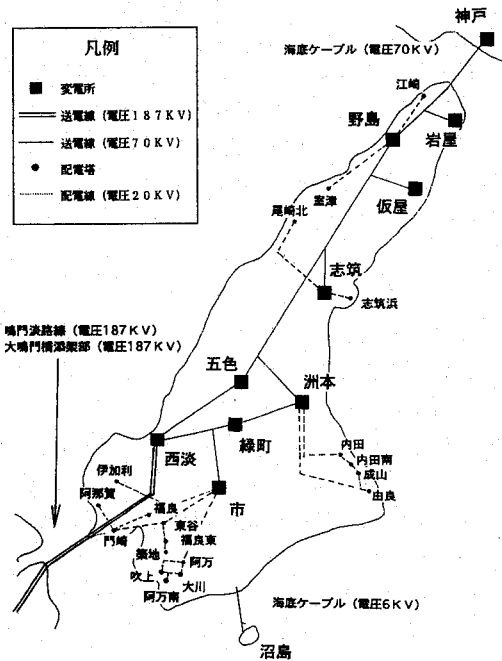 神戸
海底ケーブル（電圧70KV）
凡例
変電所
送電線（電圧187KV）
送電線（電圧70KV）
配電塔
配電線（電圧20KV）
江崎
野島
岩屋
仮屋
室津
尾崎北
志筑
志筑浜
鳴門淡路線（電圧187KV）
大鳴門橋添架部（電圧187KV）
五色
洲本
緑町
西淡
内田
内田南
成山
由良
伊加利
阿那賀
福良
市
東谷
門崎
福良東
築地
阿万
吹上
大川
阿万南
海底ケーブル（電圧6KV）
沼島